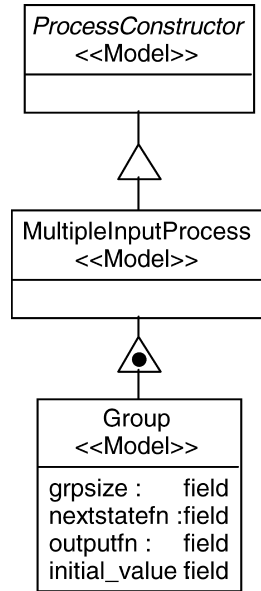 ProcessConstructor
<<Model>>
MultipleInputProcess
<<Model>>
Group
<<Model>>
grpsize : field
nextstatefn :field
outputfn : field
initial_value field